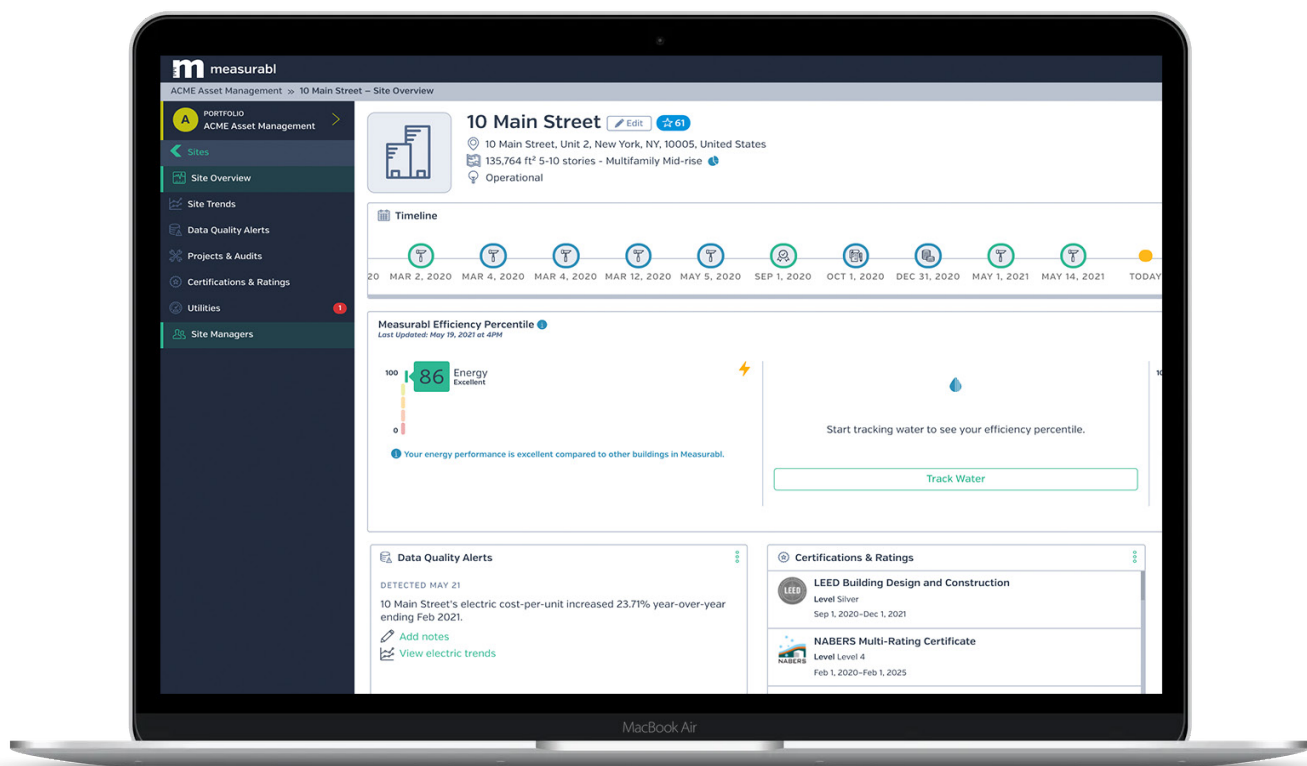 measurabl
ACME Asset Management » 10 Main Street – Site Overview
A
PORTFOLIO
ACME Asset Management
Sites
Site Overview
Site Trends
Data Quality Alerts
Projects & Audits
Certifications & Ratings
Utilities 1
Site Managers
10 Main Street Edit 61
10 Main Street, Unit 2, New York, NY, 10005, United States
135,764 ft² 5-10 stories - Multifamily Mid-rise
Operational
Timeline
20 MAR 2, 2020 MAR 4, 2020 MAR 4, 2020 MAR 12, 2020 MAY 5, 2020 SEP 1, 2020 OCT 1, 2020 DEC 31, 2020 MAY 1, 2021 MAY 14, 2021 TODAY
Measurabl Efficiency Percentile
Last Updated: May 19, 2021 at 4PM
100
86
Energy
Excellent
0
Your energy performance is excellent compared to other buildings in Measurabl.
Start tracking water to see your efficiency percentile.
Track Water
10
Data Quality Alerts
DETECTED MAY 21
10 Main Street's electric cost-per-unit increased 23.71% year-over-year
ending Feb 2021.
Add notes
View electric trends
Certifications & Ratings
LEED
LEED Building Design and Construction
Level Silver
Sep 1, 2020–Dec 1, 2021
NABERS
NABERS Multi-Rating Certificate
Level Level 4
Feb 1, 2020–Feb 1, 2025
MacBook Air